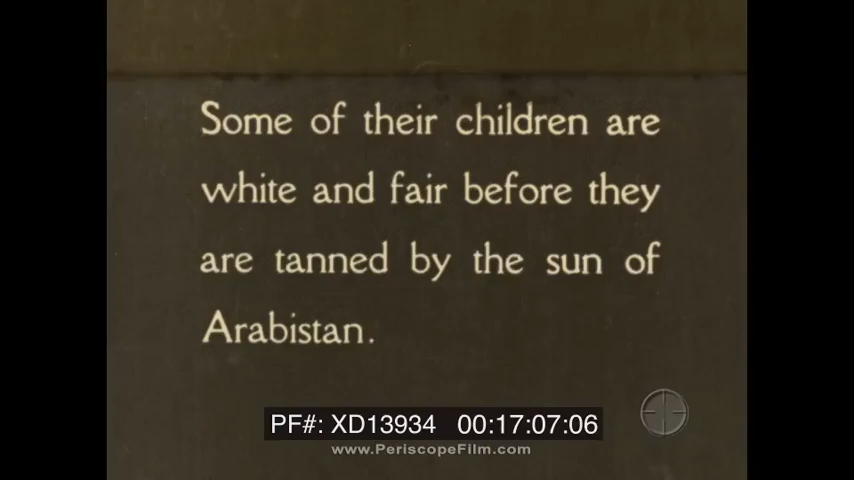 Some of their children are
white and fair before they
are tanned by the sun of
Arabistan.
PF#: XD13934 00:17:07:06
www.PeriscopeFilm.com